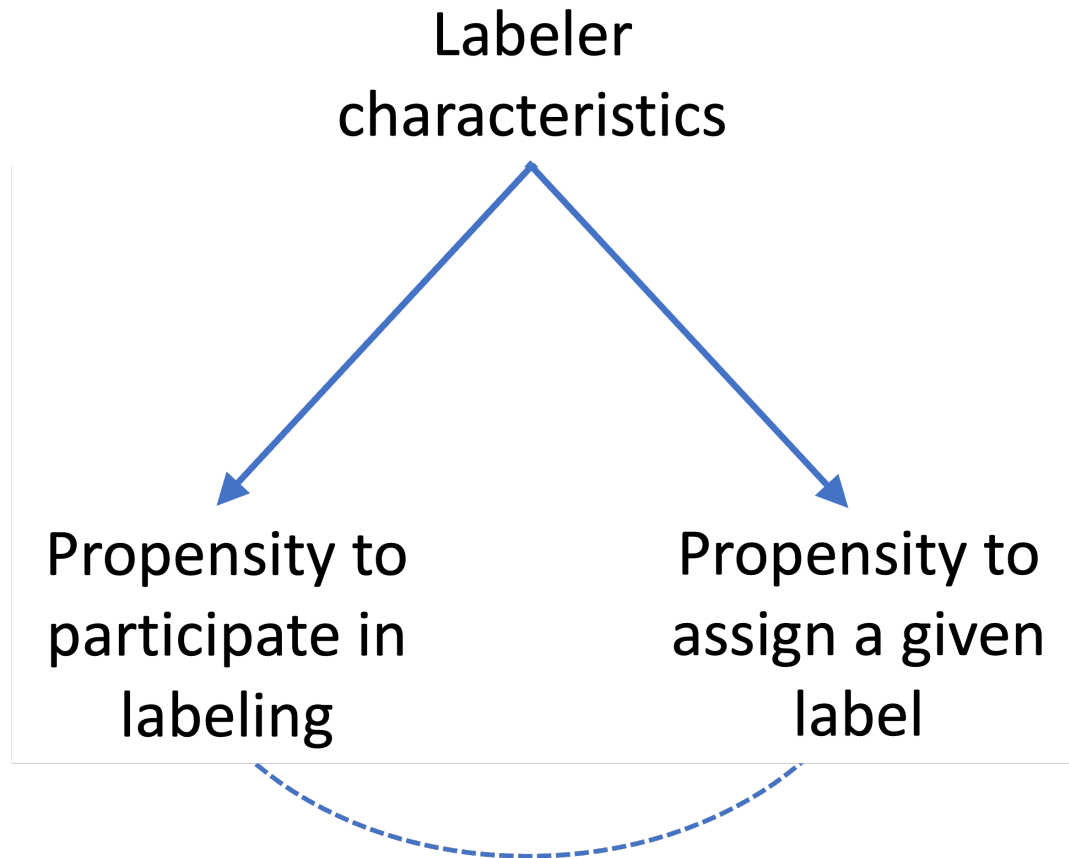 Labeler
characteristics
Propensity to
participate in
labeling
Propensity to
assign a given
label